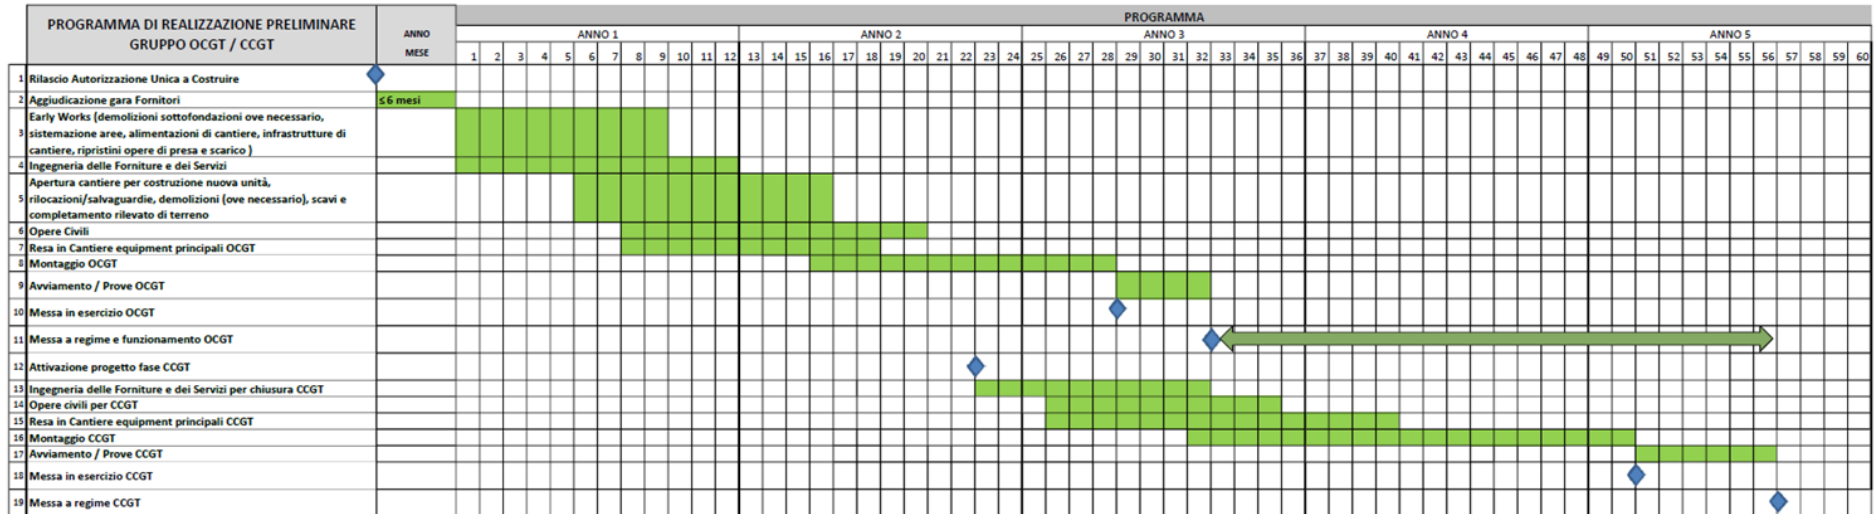 PROGRAMMA DI REALIZZAZIONE PRELIMINARE
GRUPPO OCGT / CCGT
ANNO
MESE
PROGRAMMA
ANNO 1 ANNO 2 ANNO 3 ANNO 4 ANNO 5
1 2 3 4 5 6 7 8 9 10 11 12 13 14 15 16 17 18 19 20 21 22 23 24 25 26 27 28 29 30 31 32 33 34 35 36 37 38 39 40 41 42 43 44 45 46 47 48 49 50 51 52 53 54 55 56 57 58 59 60
1 Rilascio Autorizzazione Unica a Costruire
2 Aggiudicazione gara Fornitori ≤ 6 mesi
Early Works (demolizioni sottofondazioni ove necessario,
3 sistemazione aree, alimentazioni di cantiere, infrastrutture di
cantiere, ripristini opere di presa e scarico )
4 Ingegneria delle Forniture e dei Servizi
Apertura cantiere per costruzione nuova unità,
5 rilocazioni/salvaguardie, demolizioni (ove necessario), scavi e
completamento rilevato di terreno
6 Opere Civili
7 Resa in Cantiere equipment principali OCGT
8 Montaggio OCGT
9 Avviamento / Prove OCGT
10 Messa in esercizio OCGT
11 Messa a regime e funzionamento OCGT
12 Attivazione progetto fase CCGT
13 Ingegneria delle Forniture e dei Servizi per chiusura CCGT
14 Opere civili per CCGT
15 Resa in Cantiere equipment principali CCGT
16 Montaggio CCGT
17 Avviamento / Prove CCGT
18 Messa in esercizio CCGT
19 Messa a regime CCGT